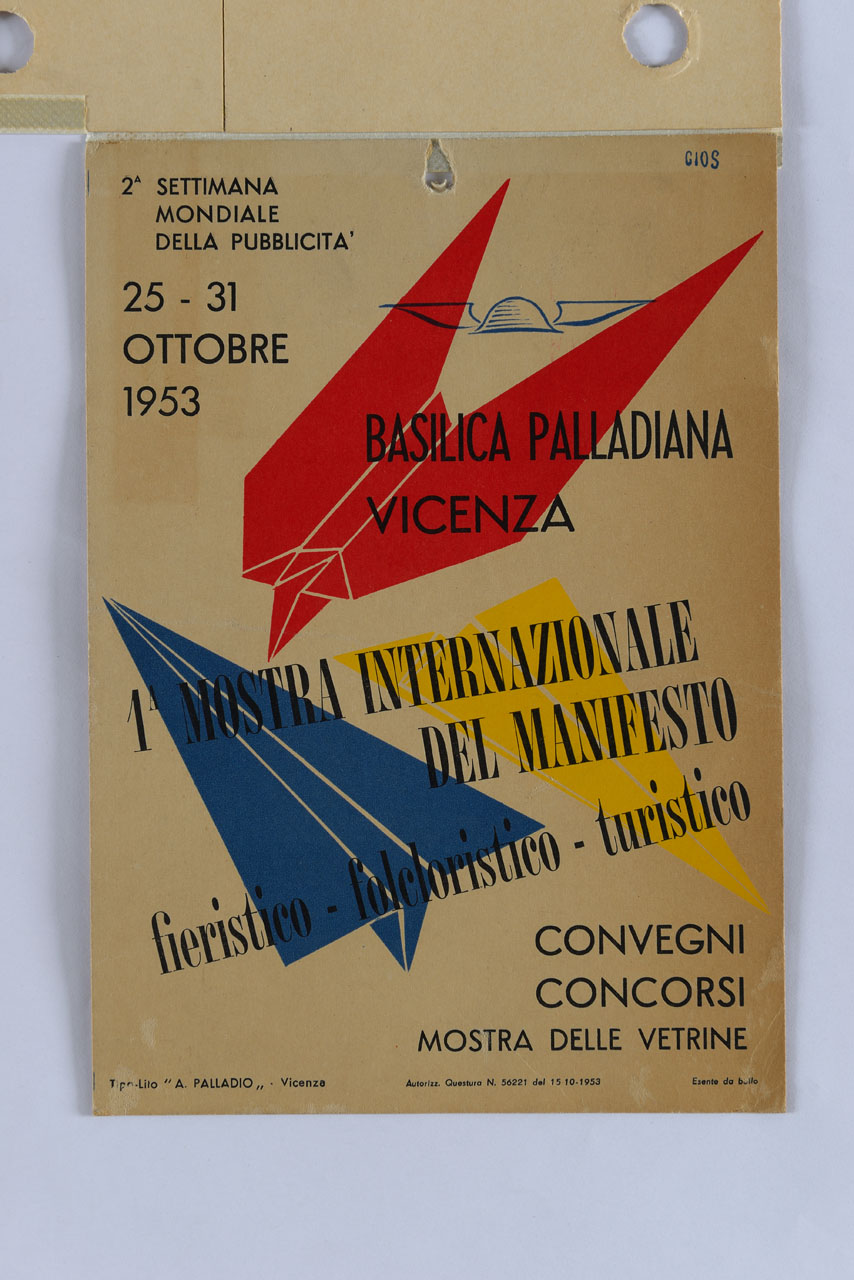 GIOS
2ᴬ SETTIMANA
MONDIALE
DELLA PUBBLICITA'
25 - 31
OTTOBRE
1953
BASILICA PALLADIANA
VICENZA
1ᴬ MOSTRA INTERNAZIONALE
DEL MANIFESTO
fieristico - folcloristico - turistico
CONVEGNI
CONCORSI
MOSTRA DELLE VETRINE
Tipo-Lito “A. PALLADIO„ - Vicenza
Autorizz. Questura N. 56221 del 15 10-1953
Esente da bollo